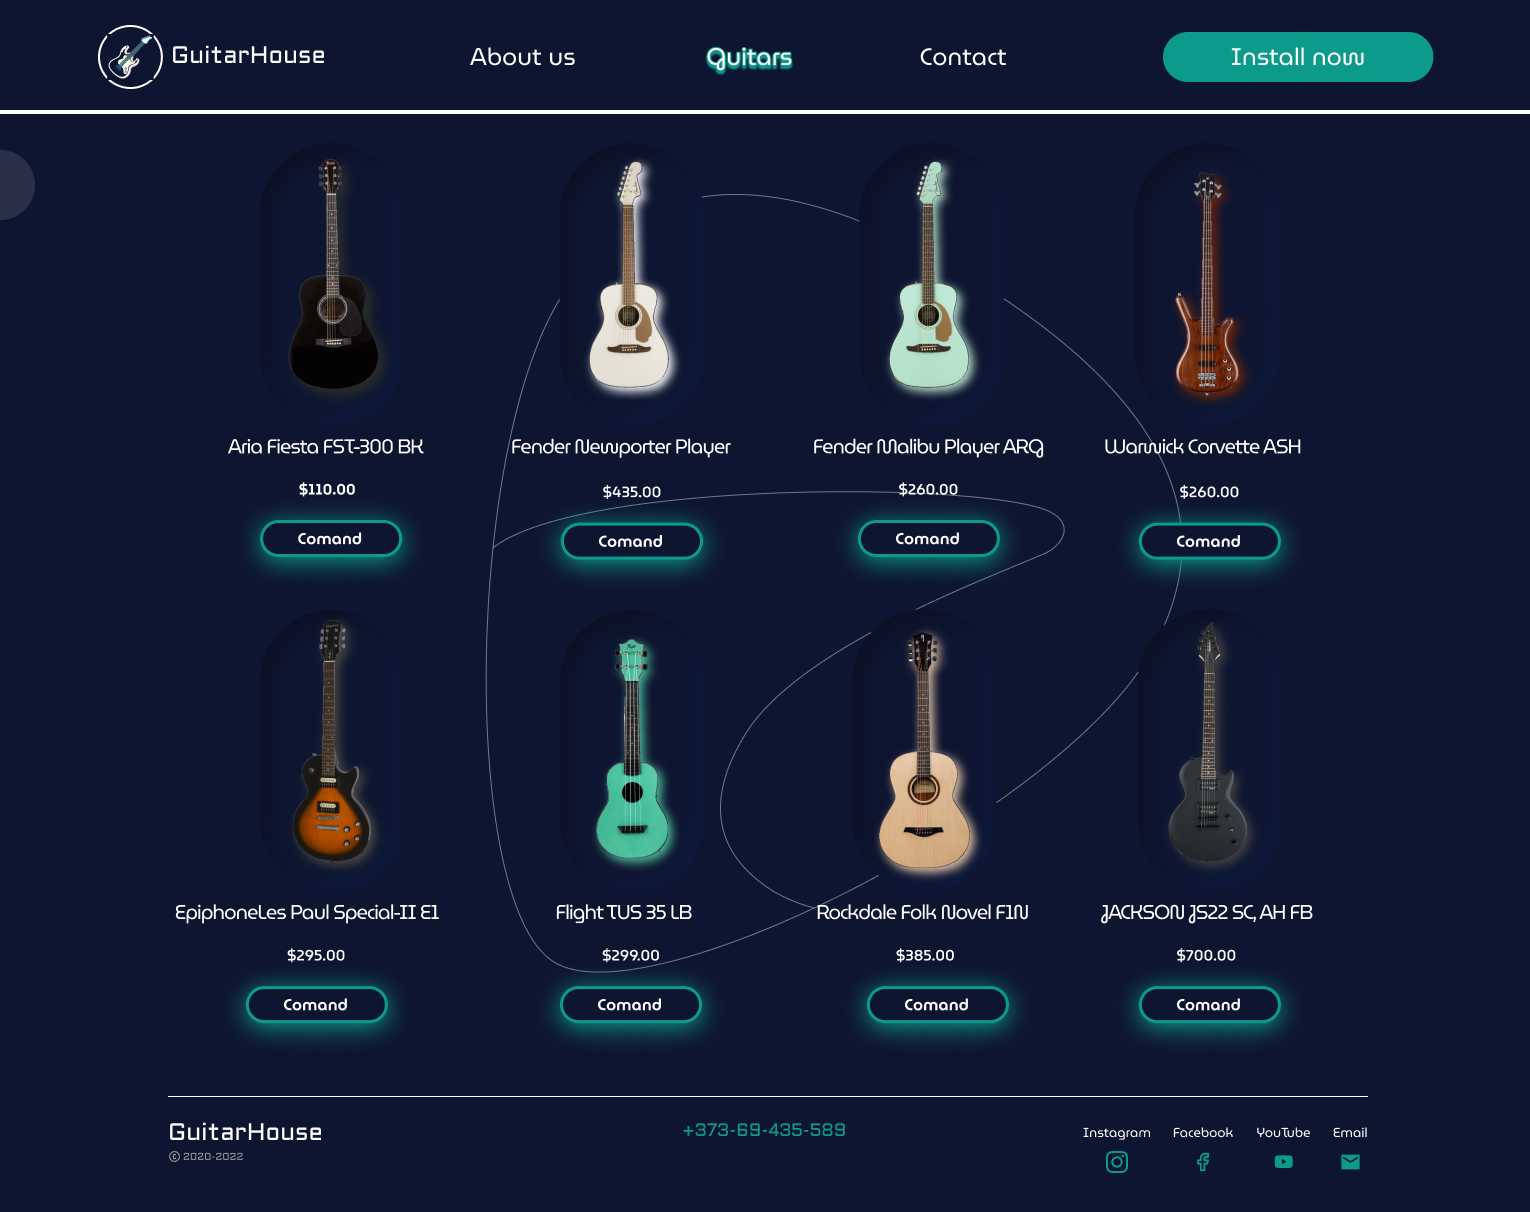 GuitarHouse
About us
Guitars
Contact
Install now
Aria Fiesta FST-300 BK
Fender Newporter Player
Fender Malibu Player ARG
Warwick Corvette ASH
$110.00
$435.00
$260.00
$260.00
Comand
Comand
Comand
Comand
EpiphoneLes Paul Special-II E1
Flight TUS 35 LB
Rockdale Folk Novel F1N
JACKSON JS22 SC, AH FB
$295.00
$299.00
$385.00
$700.00
Comand
Comand
Comand
Comand
GuitarHouse
© 2020-2022
+373-69-435-589
Instagram
Facebook
YouTube
Email